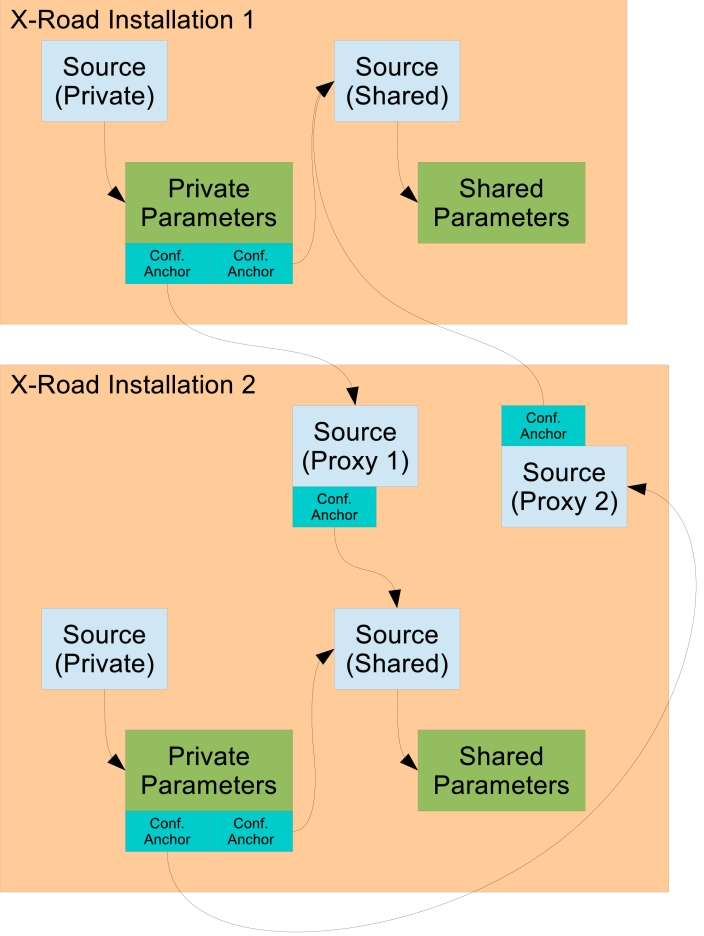 X-Road Installation 1
Source
(Private)
Source
(Shared)
Private
Parameters
Shared
Parameters
Conf.
Anchor
Conf.
Anchor
X-Road Installation 2
Source
(Proxy 1)
Conf.
Anchor
Conf.
Anchor
Source
(Proxy 2)
Source
(Private)
Source
(Shared)
Private
Parameters
Shared
Parameters
Conf.
Anchor
Conf.
Anchor